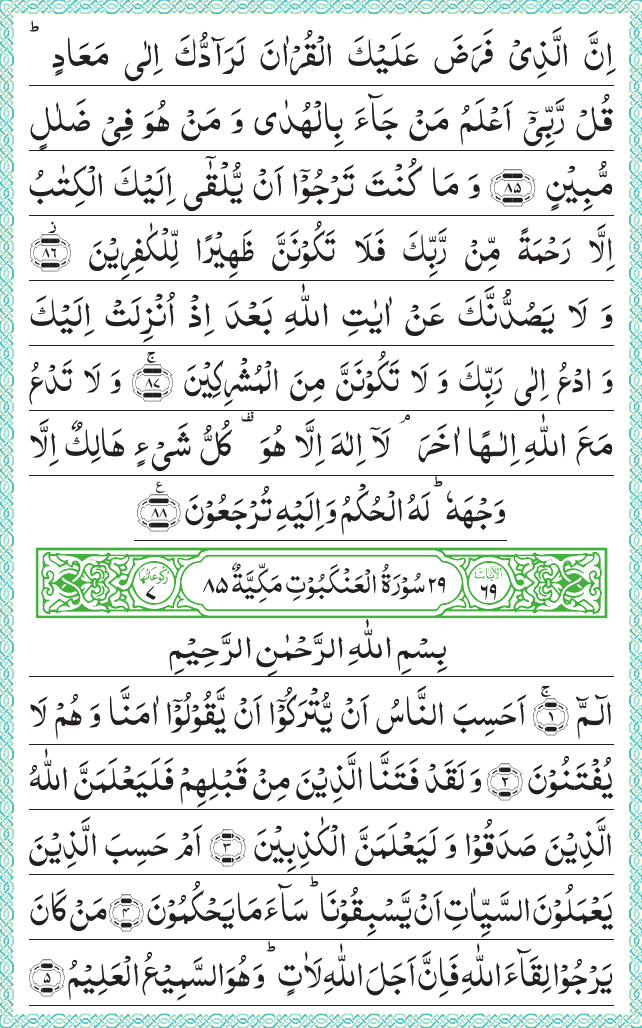 اِنَّ الَّذِیْ فَرَضَ عَلَیْكَ الْقُرْاٰنَ لَرَآدُّكَ اِلٰی مَعَادٍ ؕ
قُلْ رَّبِّیْۤ اَعْلَمُ مَنْ جَآءَ بِالْهُدٰی وَ مَنْ هُوَ فِیْ ضَلٰلٍ
مُّبِیْنٍ ۝۸۵ وَ مَا كُنْتَ تَرْجُوْۤا اَنْ یُّلْقٰۤی اِلَیْكَ الْكِتٰبُ
اِلَّا رَحْمَةً مِّنْ رَّبِّكَ فَلَا تَكُوْنَنَّ ظَهِیْرًا لِّلْكٰفِرِیْنَ ۝۸۶ؗ
وَ لَا یَصُدُّنَّكَ عَنْ اٰیٰتِ اللّٰهِ بَعْدَ اِذْ اُنْزِلَتْ اِلَیْكَ
وَ ادْعُ اِلٰی رَبِّكَ وَ لَا تَكُوْنَنَّ مِنَ الْمُشْرِكِیْنَ ۝۸۷ۚ وَ لَا تَدْعُ
مَعَ اللّٰهِ اِلٰهًا اٰخَرَ ۘ لَاۤ اِلٰهَ اِلَّا هُوَ ۫ كُلُّ شَیْءٍ هَالِكٌ اِلَّا
وَجْهَهٗ ؕ لَهُ الْحُكْمُ وَ اِلَیْهِ تُرْجَعُوْنَ ۝۸۸ ع
اٰیَاتُهَا ۶۹ ۲۹ سُوْرَةُ الْعَنْكَبُوْتِ مَكِّیَّةٌ ۸۵ رُكُوْعَاتُهَا ۷
بِسْمِ اللّٰهِ الرَّحْمٰنِ الرَّحِیْمِ
الٓمّٓ ۝۱ۚ اَحَسِبَ النَّاسُ اَنْ یُّتْرَكُوْۤا اَنْ یَّقُوْلُوْۤا اٰمَنَّا وَ هُمْ لَا
یُفْتَنُوْنَ ۝۲ وَ لَقَدْ فَتَنَّا الَّذِیْنَ مِنْ قَبْلِهِمْ فَلَیَعْلَمَنَّ اللّٰهُ
الَّذِیْنَ صَدَقُوْا وَ لَیَعْلَمَنَّ الْكٰذِبِیْنَ ۝۳ اَمْ حَسِبَ الَّذِیْنَ
یَعْمَلُوْنَ السَّیِّاٰتِ اَنْ یَّسْبِقُوْنَا ؕ سَآءَ مَا یَحْكُمُوْنَ ۝۴ مَنْ كَانَ
یَرْجُوْا لِقَآءَ اللّٰهِ فَاِنَّ اَجَلَ اللّٰهِ لَاٰتٍ ؕ وَ هُوَ السَّمِیْعُ الْعَلِیْمُ ۝۵